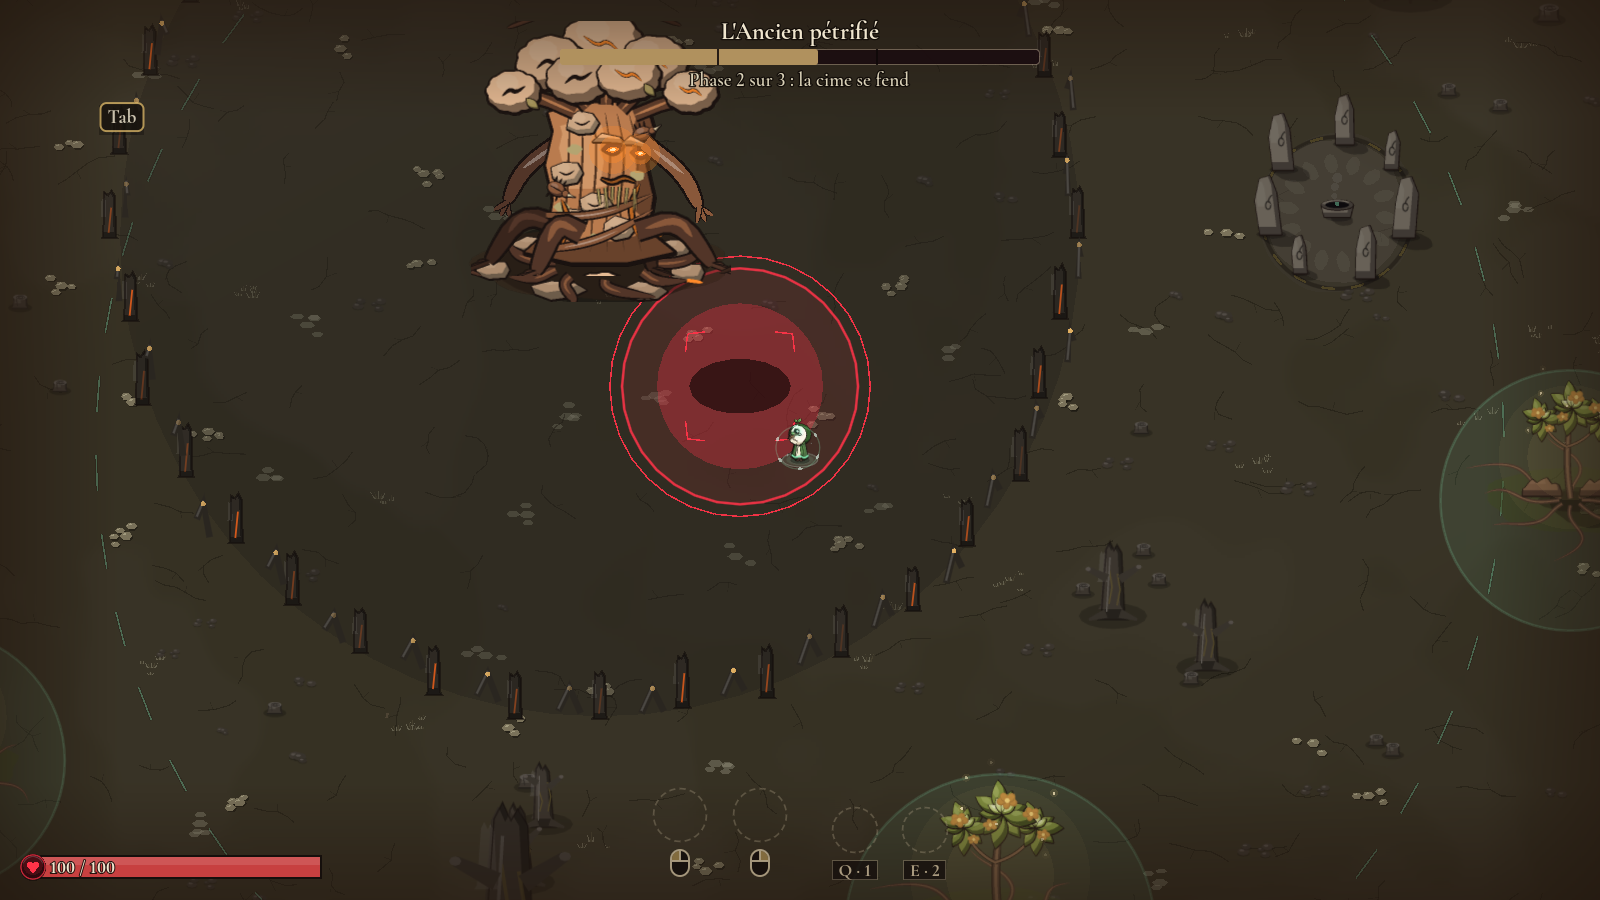 L'Ancien pétrifié
Phase 2 sur 3 : la cime se fend
Tab
100 / 100
Q · 1
E · 2